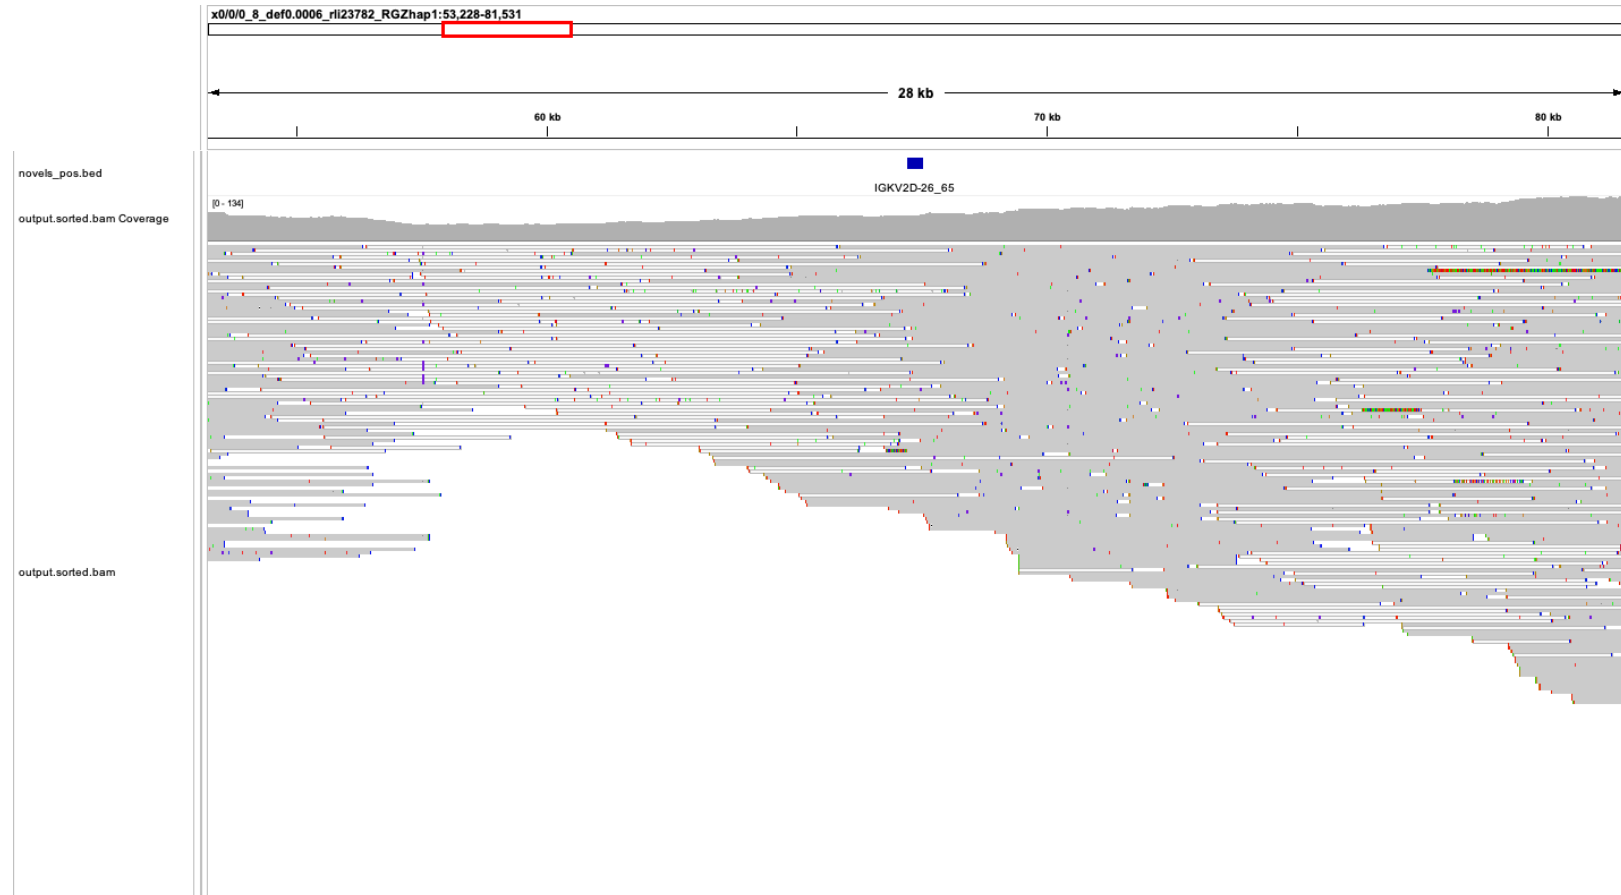 x0/0/0_8_def0.0006_rli23782_RGZhap1:53,228-81,531
28 kb
60 kb 70 kb 80 kb
novels_pos.bed
IGKV2D-26_65
[0 - 134]
output.sorted.bam Coverage
output.sorted.bam